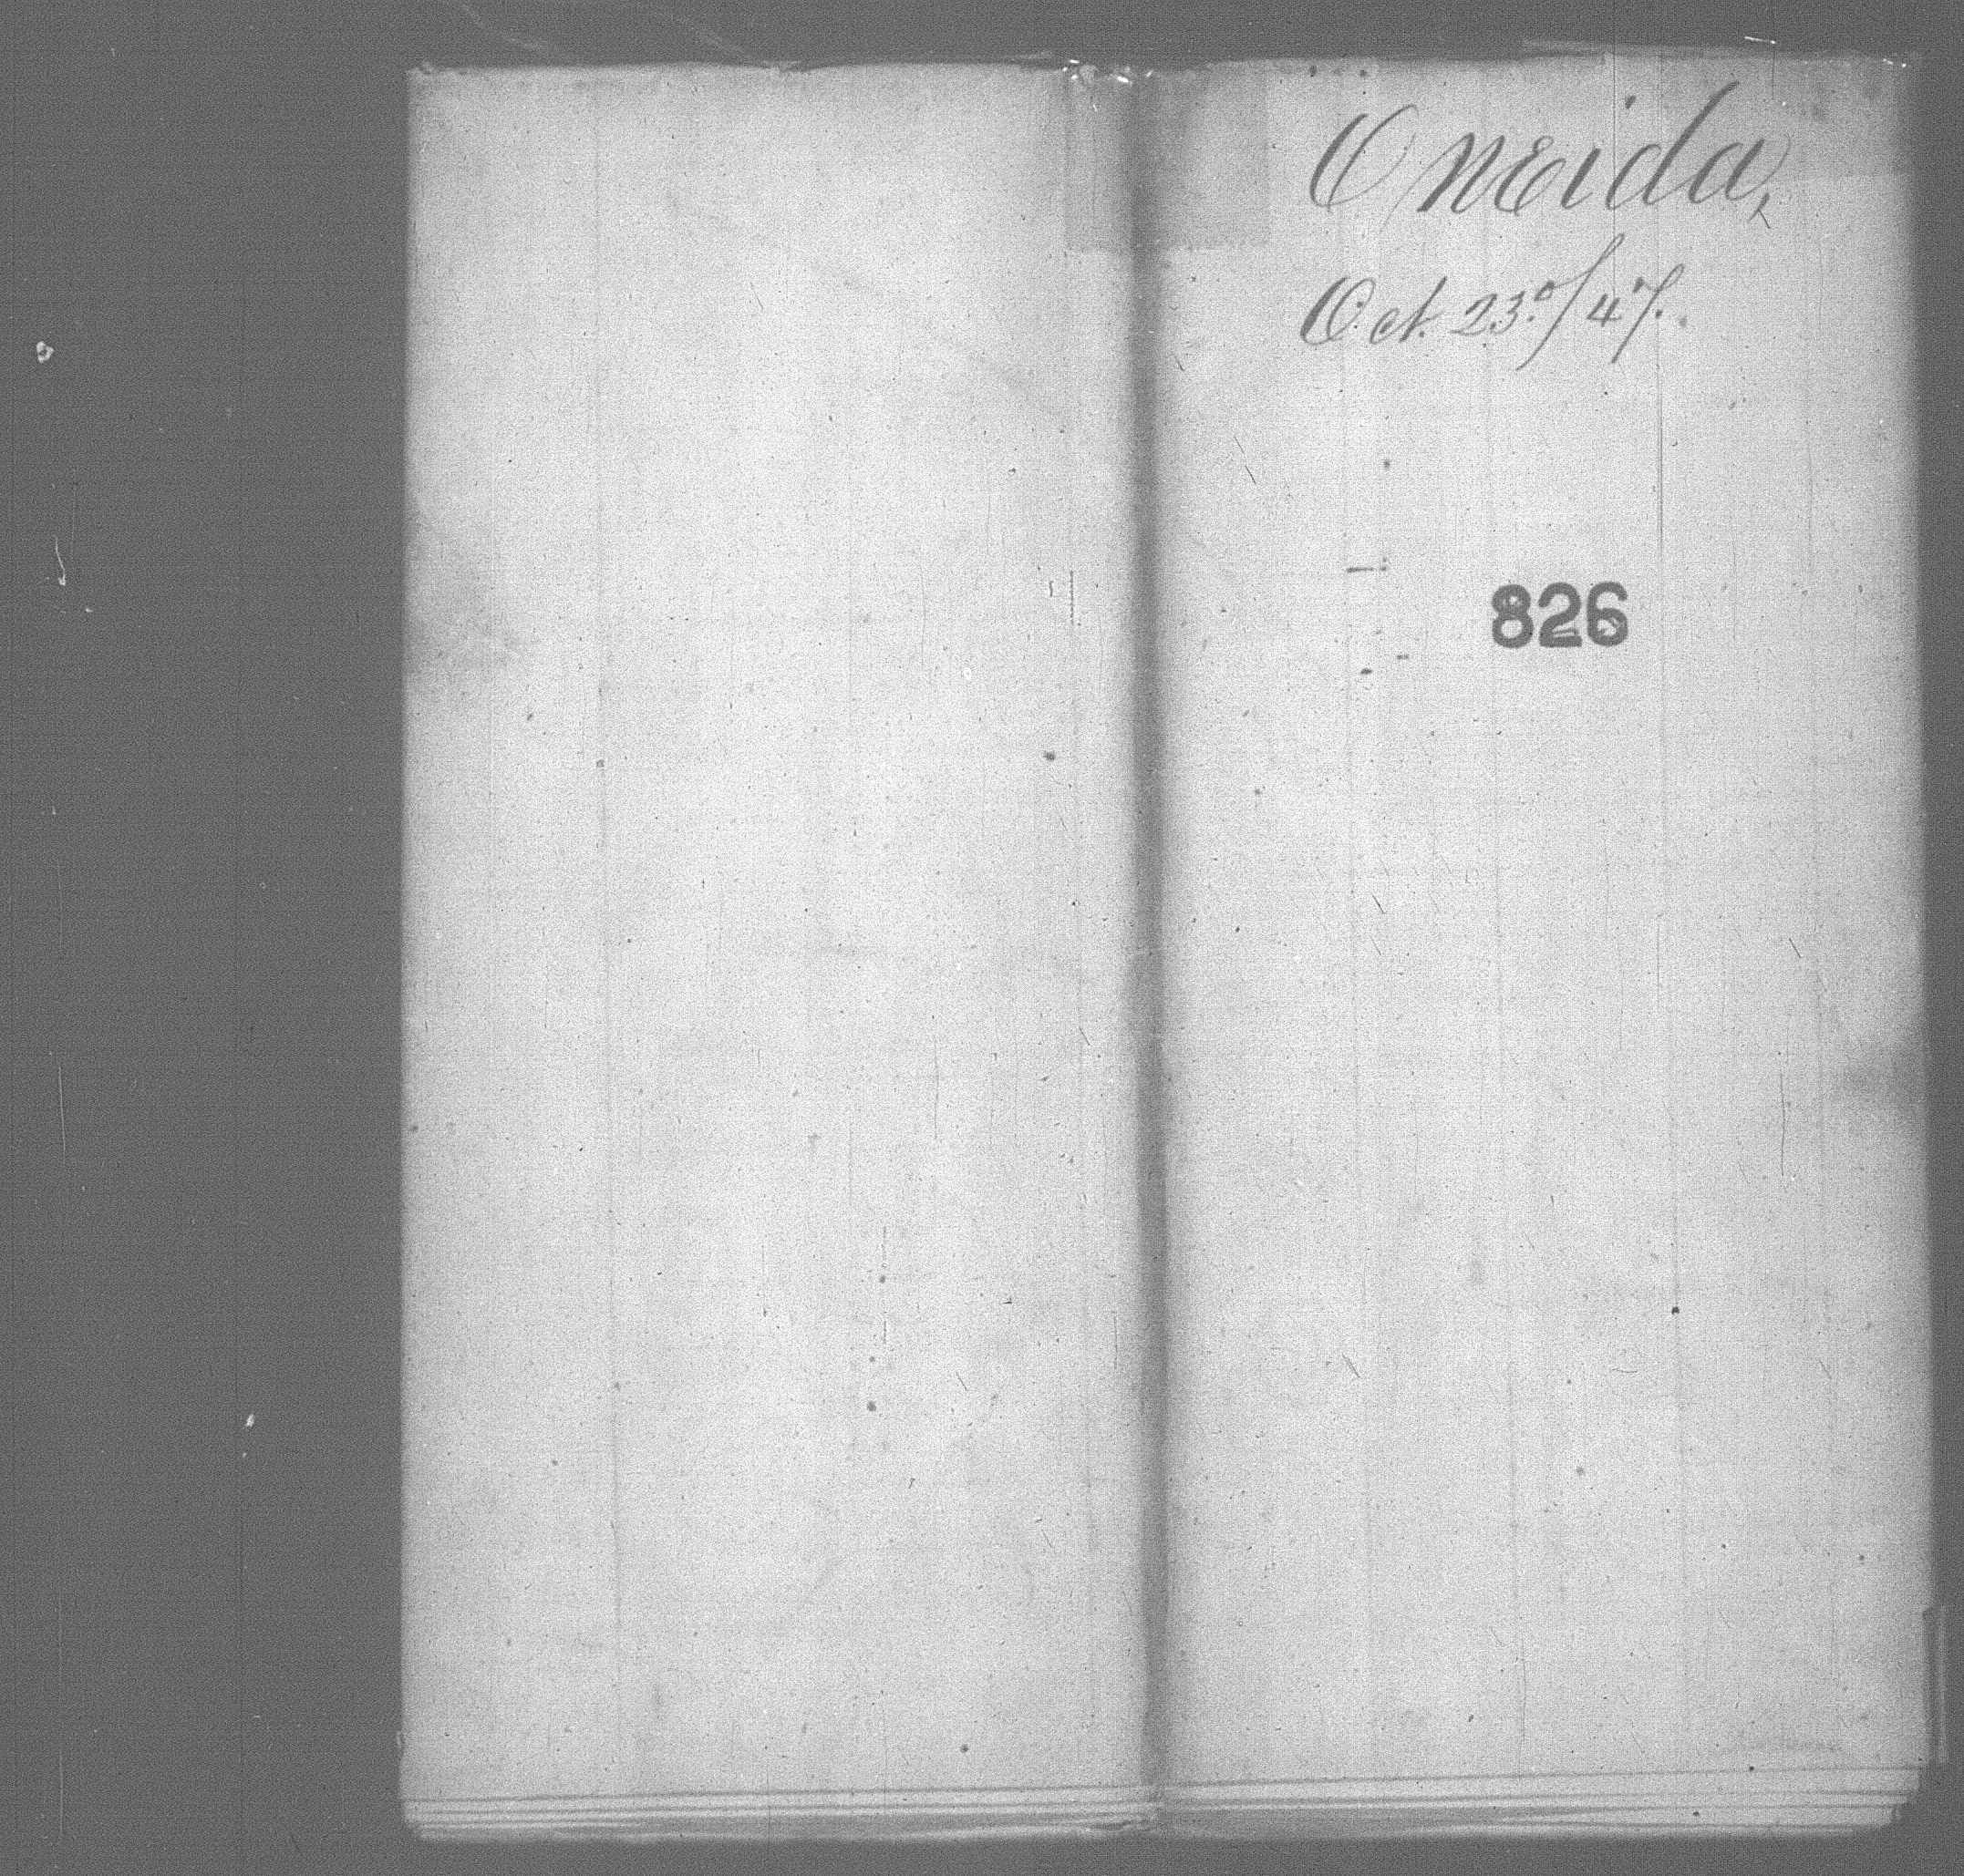 Oneida,
Oct. 23.º/47.
826